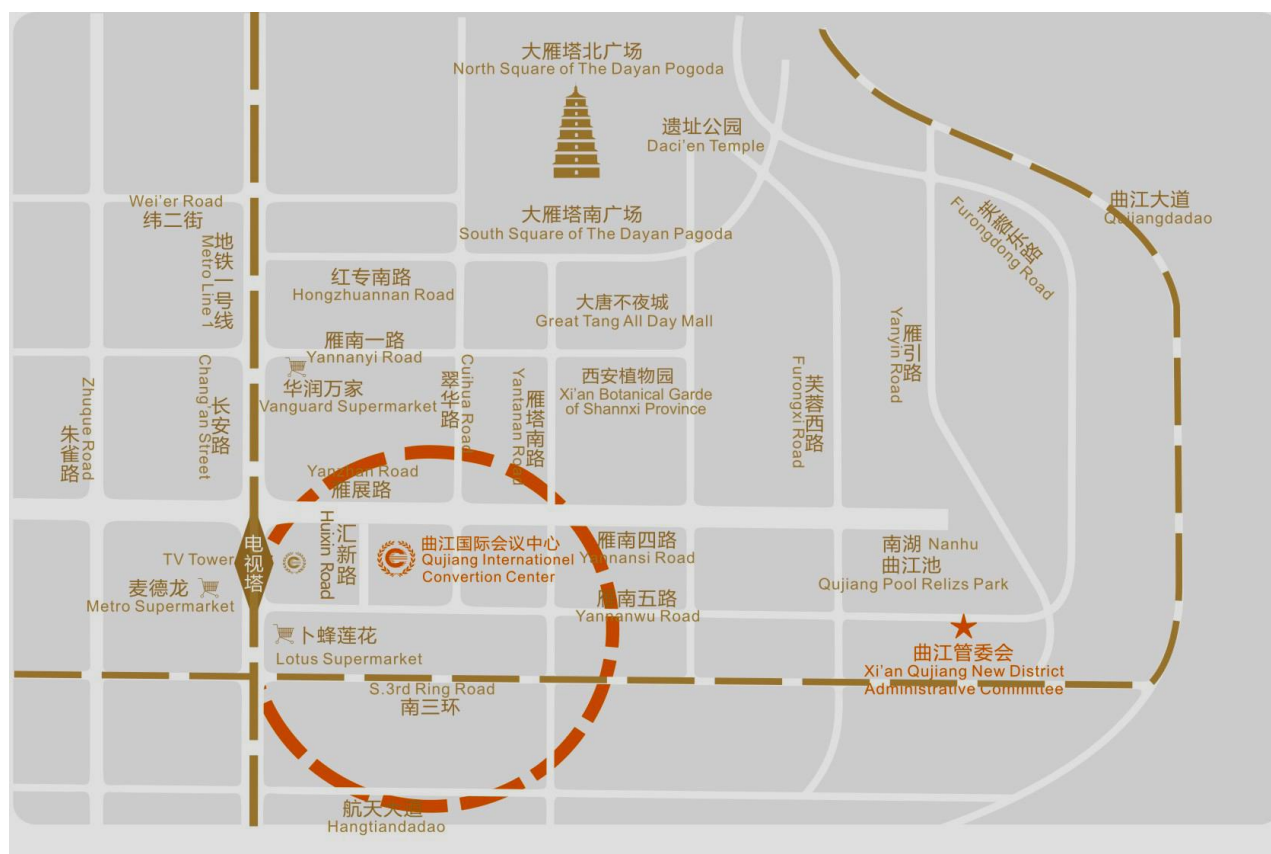 大雁塔北广场
North Square of The Dayan Pogoda
遗址公园
Daci'en Temple
Wei'er Road
纬二街
曲江大道
Qujiangdadao
芙蓉东路
Furongdong Road
大雁塔南广场
South Square of The Dayan Pagoda
地铁一号线
Metro Line 1
红专南路
Hongzhuannan Road
大唐不夜城
Great Tang All Day Mall
雁南一路
Yannanyi Road
雁引路
Yanyin Road
华润万家
Vanguard Supermarket
翠华路
Cuihua Road
雁塔南路
Yantanan Road
西安植物园
Xi'an Botanical Garde
of Shannxi Province
芙蓉西路
Furongxi Road
朱雀路
Zhuque Road
长安路
Chang'an Street
Yanzhan Road
雁展路
电视塔
TV Tower
汇新路
Huixin Road
曲江国际会议中心
Qujiang Internationel
Convertion Center
雁南四路
Yannansi Road
南湖 Nanhu
曲江池
Qujiang Pool Relizs Park
麦德龙
Metro Supermarket
雁南五路
Yannanwu Road
卜蜂莲花
Lotus Supermarket
曲江管委会
Xi'an Qujiang New District
Administrative Committee
S.3rd Ring Road
南三环
航天大道
Hangtiandadao